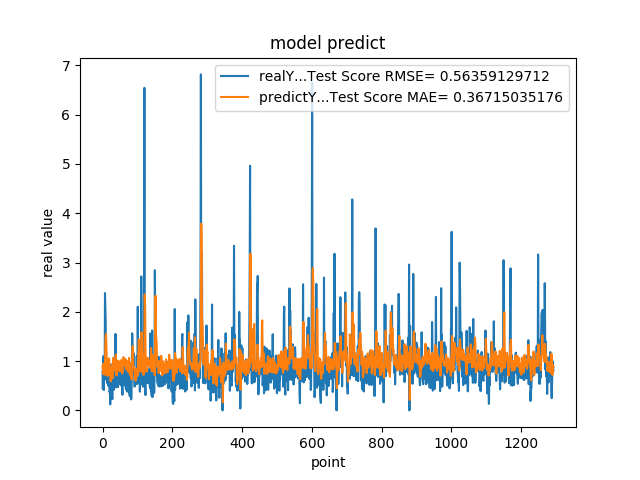 model predict
realY...Test Score RMSE= 0.56359129712
predictY...Test Score MAE= 0.36715035176
real value
7
6
5
4
3
2
1
0
0 200 400 600 800 1000 1200
point